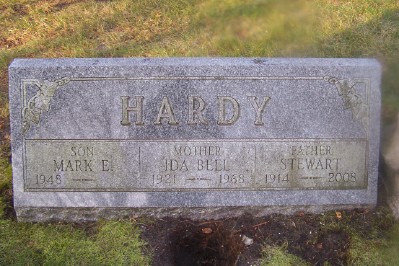 HARDY
SON MOTHER FATHER
MARK E. IDA BELL STEWART
1948 — 1921 — 1968 1914 — 2008